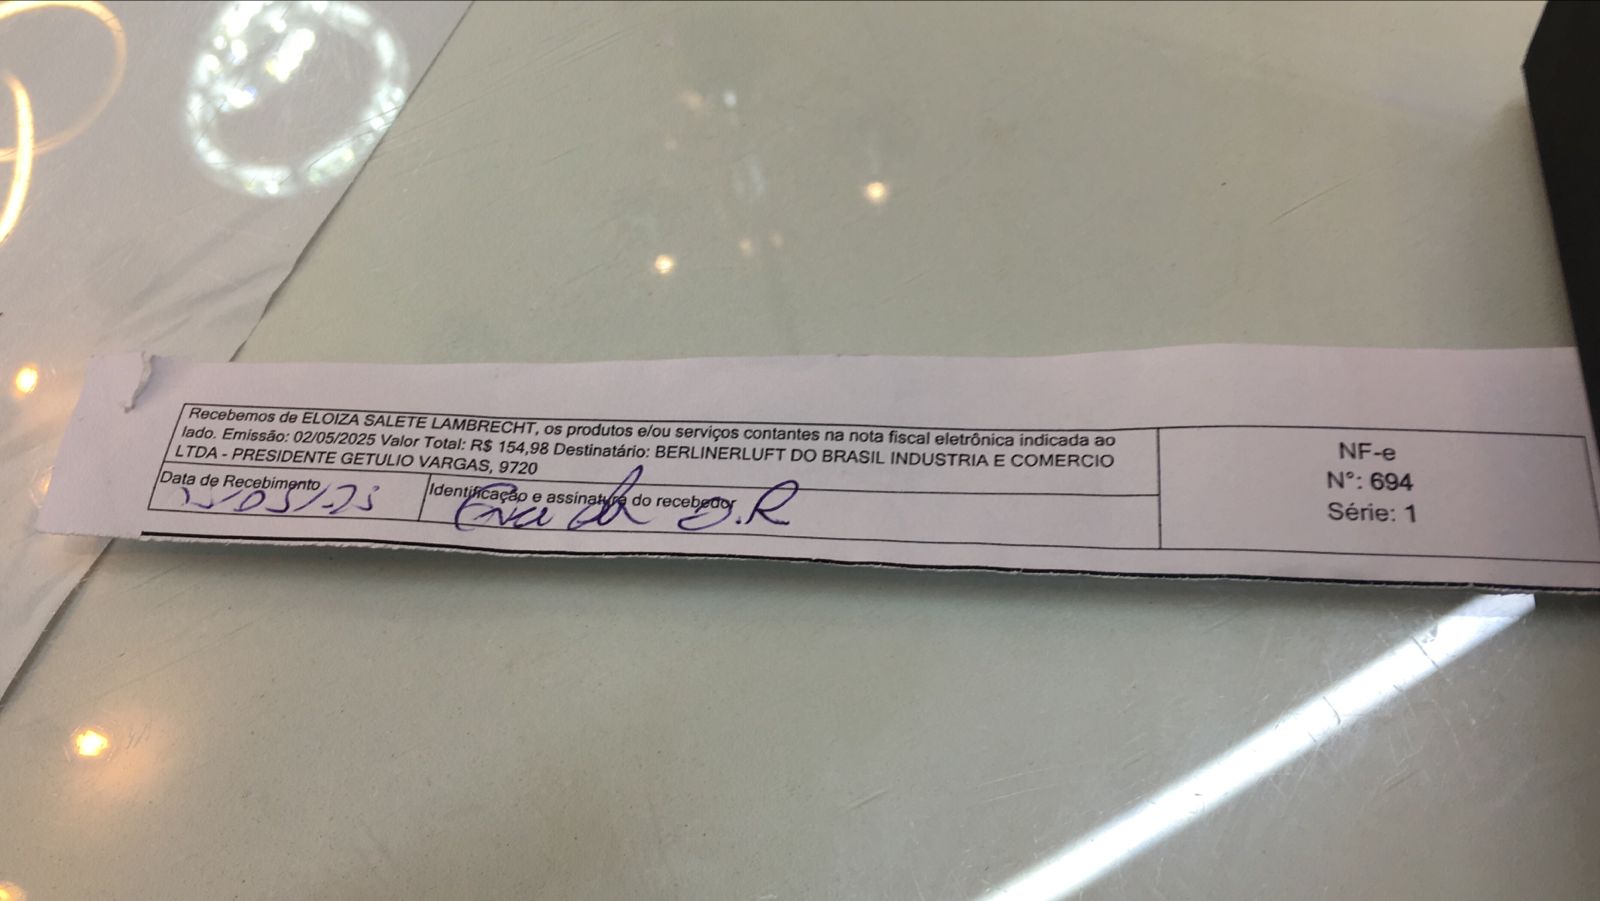 Recebemos de ELOIZA SALETE LAMBRECHT, os produtos e/ou serviços contantes na nota fiscal eletrônica indicada ao
lado. Emissão: 02/05/2025 Valor Total: R$ 154,98 Destinatário: BERLINERLUFT DO BRASIL INDUSTRIA E COMERCIO
LTDA - PRESIDENTE GETULIO VARGAS, 9720
Data de Recebimento
Identificação e assinatura do recebedor
NF-e
N°: 694
Série: 1